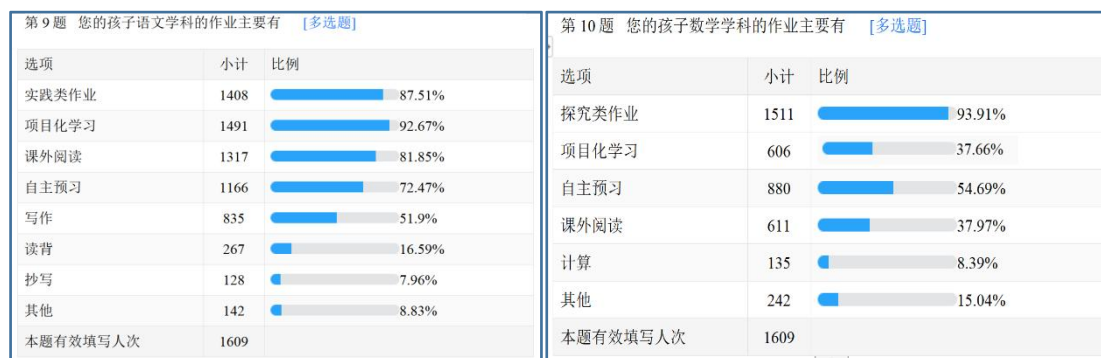 第 9 题 您的孩子语文学科的作业主要有 [多选题]
选项 小计 比例
实践类作业 1408 87.51%
项目化学习 1491 92.67%
课外阅读 1317 81.85%
自主预习 1166 72.47%
写作 835 51.9%
读背 267 16.59%
抄写 128 7.96%
其他 142 8.83%
本题有效填写人次 1609
第 10 题 您的孩子数学学科的作业主要有 [多选题]
选项 小计 比例
探究类作业 1511 93.91%
项目化学习 606 37.66%
自主预习 880 54.69%
课外阅读 611 37.97%
计算 135 8.39%
其他 242 15.04%
本题有效填写人次 1609